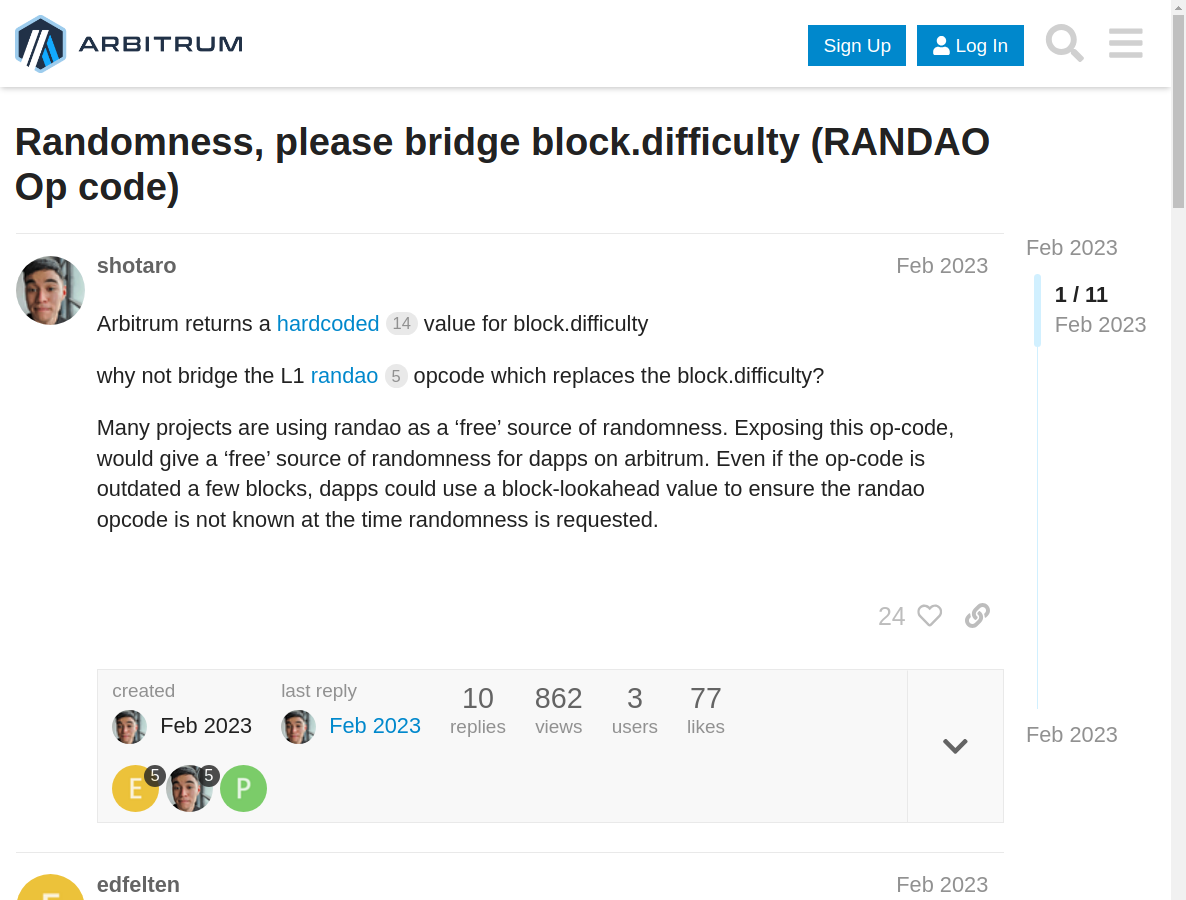 ARBITRUM
Sign Up
Log In
Randomness, please bridge block.difficulty (RANDAO
Op code)
shotaro
Feb 2023
Arbitrum returns a hardcoded 14 value for block.difficulty
why not bridge the L1 randao 5 opcode which replaces the block.difficulty?
Many projects are using randao as a ‘free’ source of randomness. Exposing this op-code,
would give a ‘free’ source of randomness for dapps on arbitrum. Even if the op-code is
outdated a few blocks, dapps could use a block-lookahead value to ensure the randao
opcode is not known at the time randomness is requested.
24
Feb 2023
1 / 11
Feb 2023
Feb 2023
created
Feb 2023
last reply
Feb 2023
10
replies
862
views
3
users
77
likes
E 5
5
P
edfelten
Feb 2023